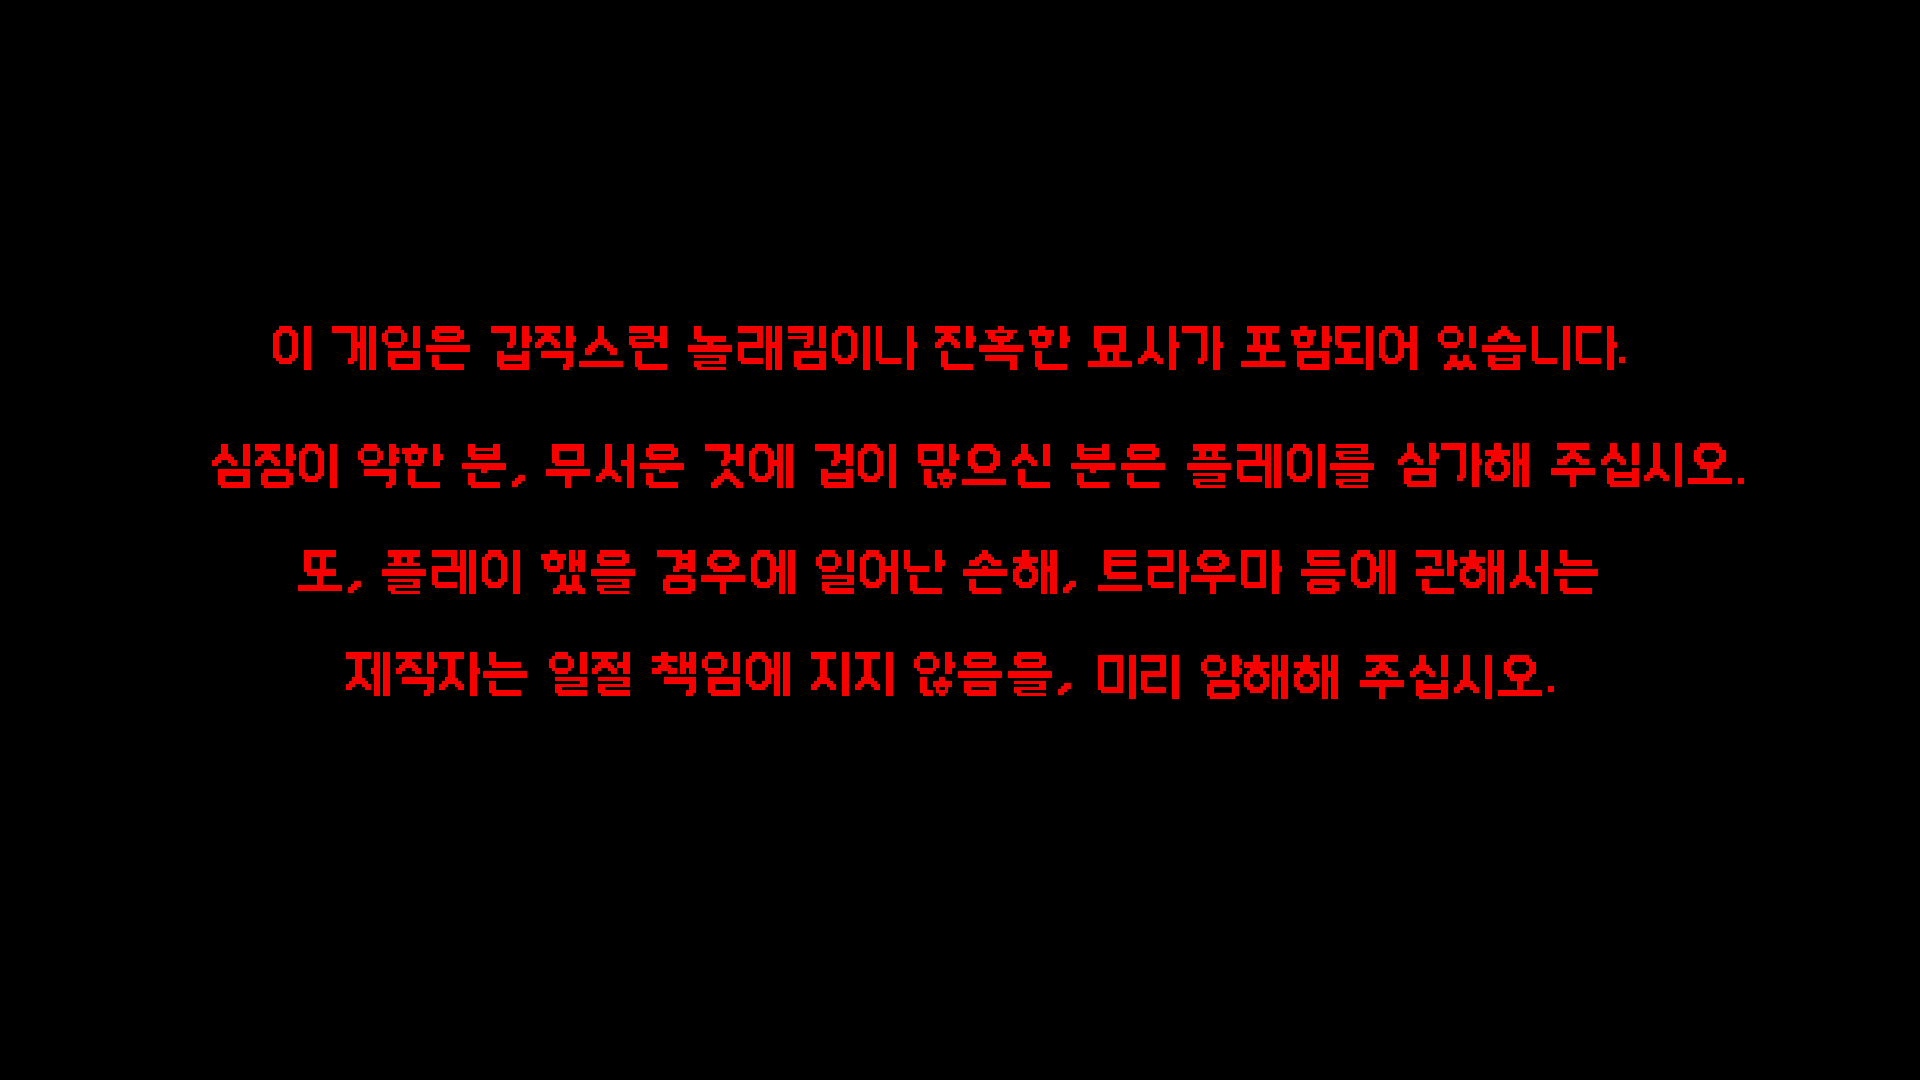 이 게임은 갑작스런 놀래킴이나 잔혹한 묘사가 포함되어 있습니다.
심장이 약한 분, 무서운 것에 겁이 많으신 분은 플레이를 삼가해 주십시오.
또, 플레이 했을 경우에 일어난 손해, 트라우마 등에 관해서는
제작자는 일절 책임에 지지 않음을, 미리 양해해 주십시오.